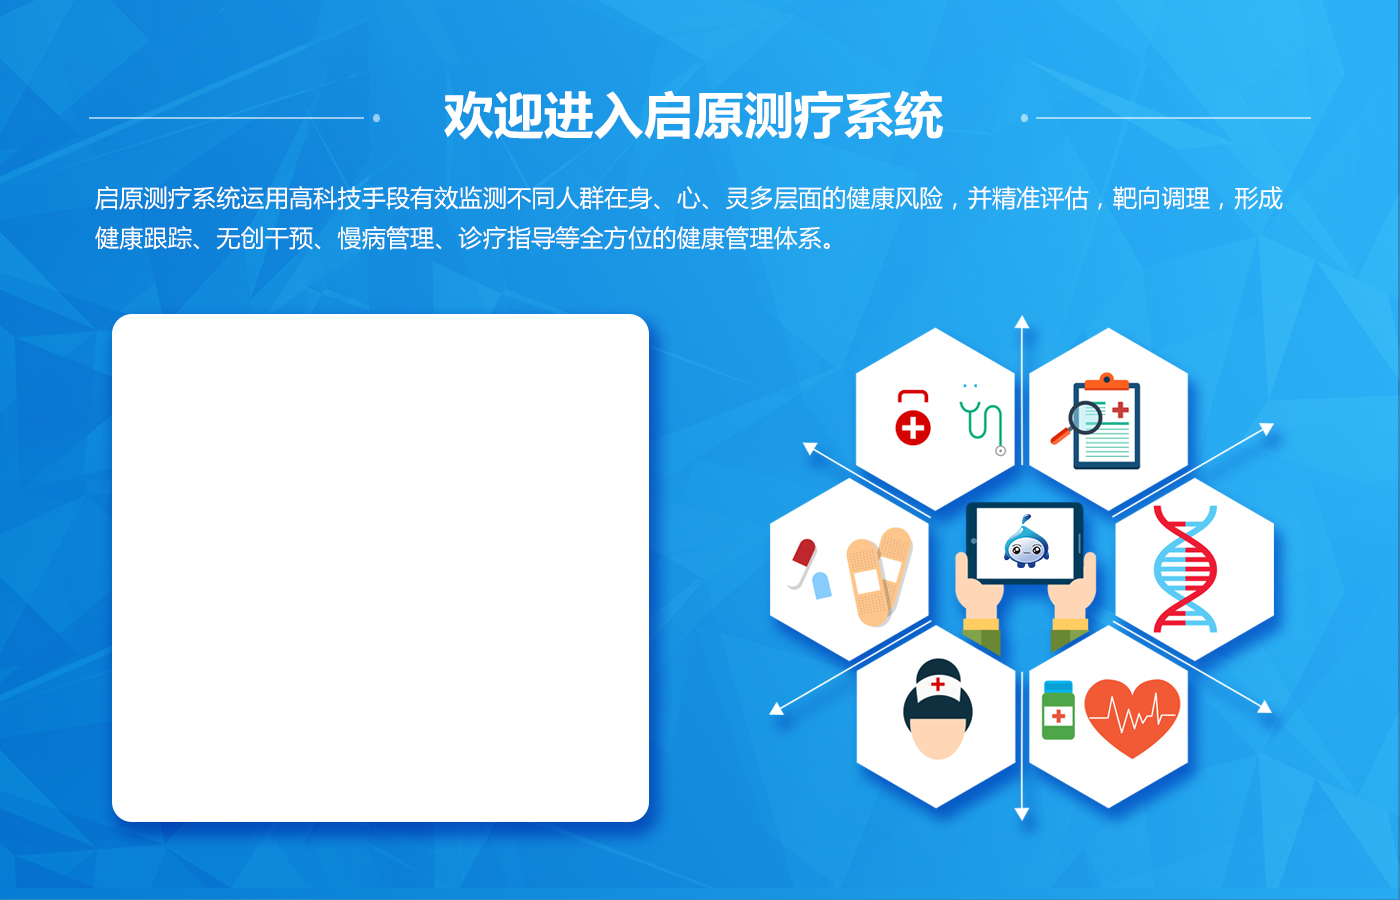 欢迎进入启原测疗系统
启原测疗系统运用高科技手段有效监测不同人群在身、心、灵多层面的健康风险，并精准评估，靶向调理，形成
健康跟踪、无创干预、慢病管理、诊疗指导等全方位的健康管理体系。